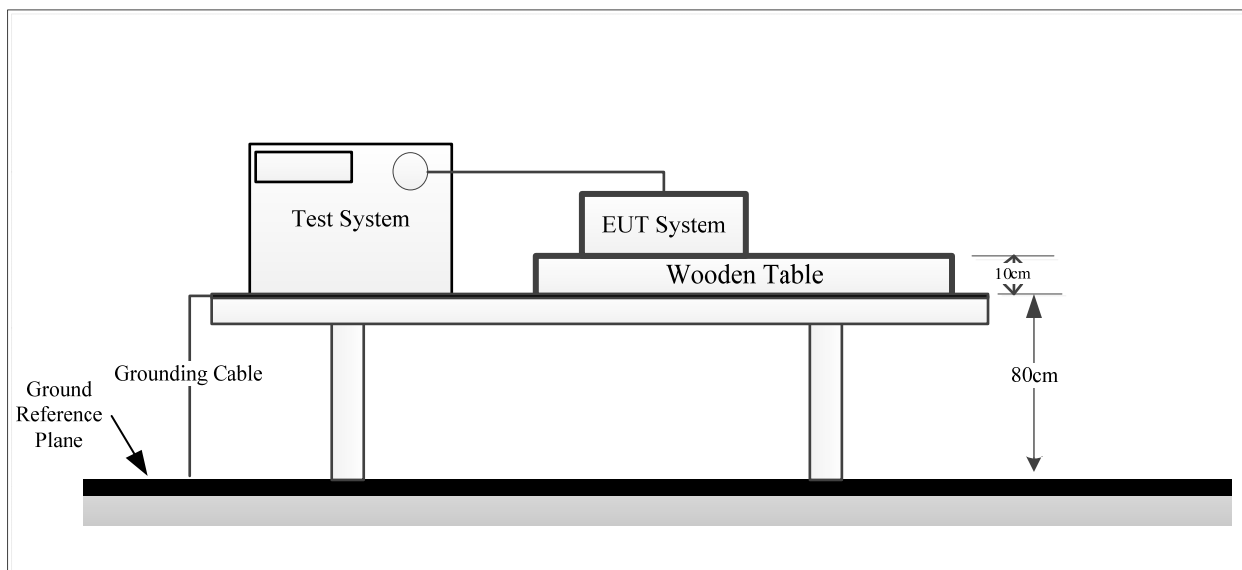 Test System
EUT System
Wooden Table
10cm
Grounding Cable
80cm
Ground
Reference
Plane